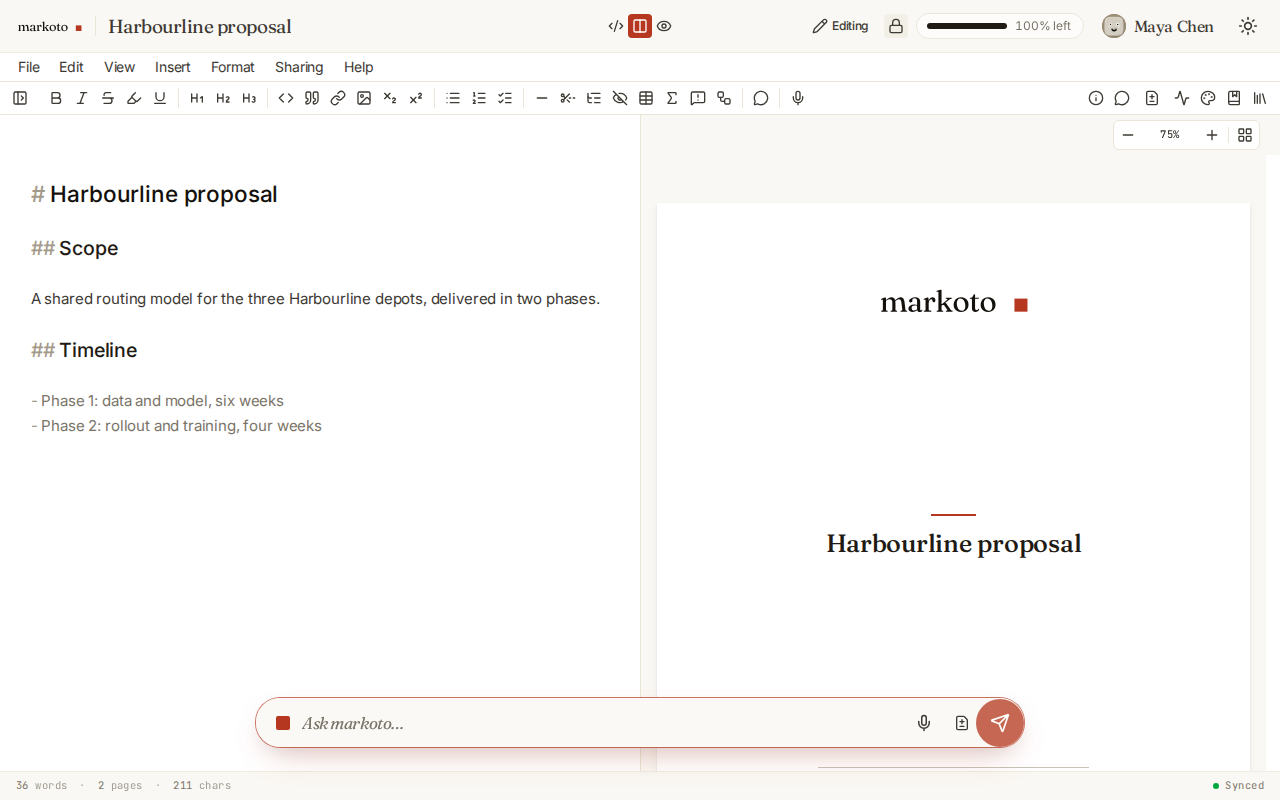 markoto
Harbourline proposal
Editing
100% left
Maya Chen
File Edit View Insert Format Sharing Help
H1 H2 H3
75%
# Harbourline proposal
## Scope
A shared routing model for the three Harbourline depots, delivered in two phases.
## Timeline
- Phase 1: data and model, six weeks
- Phase 2: rollout and training, four weeks
markoto
Harbourline proposal
Ask markoto...
36 words · 2 pages · 211 chars
Synced